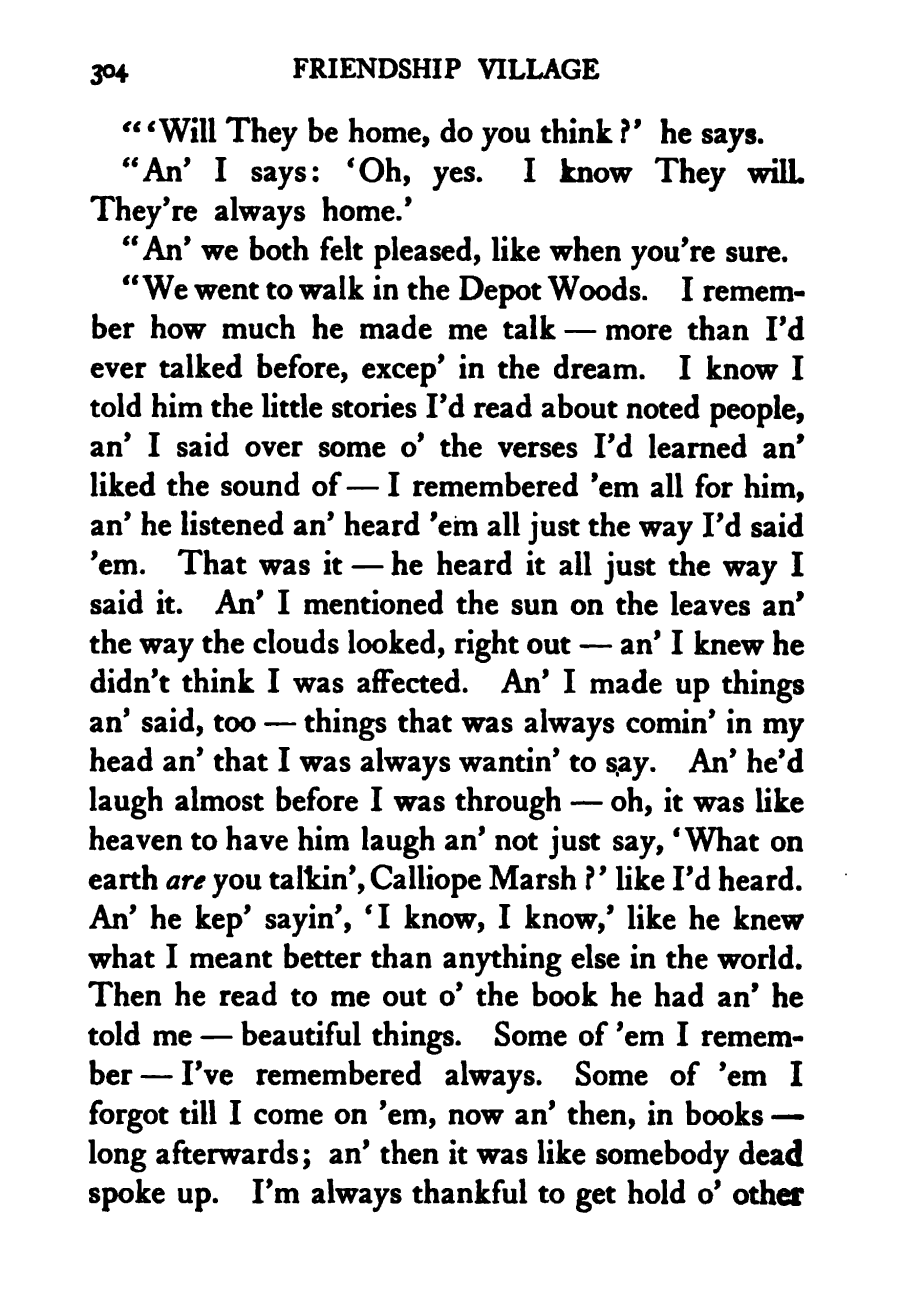 304 FRIENDSHIP VILLAGE
"'Will They be home, do you think?' he says.
"An' I says: 'Oh, yes. I know They will.
They're always home.'
"An' we both felt pleased, like when you're sure.
"We went to walk in the Depot Woods. I remem-
ber how much he made me talk — more than I'd
ever talked before, excep' in the dream. I know I
told him the little stories I'd read about noted people,
an' I said over some o' the verses I'd learned an'
liked the sound of — I remembered 'em all for him,
an' he listened an' heard 'em all just the way I'd said
'em. That was it — he heard it all just the way I
said it. An' I mentioned the sun on the leaves an'
the way the clouds looked, right out — an' I knew he
didn't think I was affected. An' I made up things
an' said, too — things that was always comin' in my
head an' that I was always wantin' to say. An' he'd
laugh almost before I was through — oh, it was like
heaven to have him laugh an' not just say, 'What on
earth are you talkin', Calliope Marsh?' like I'd heard.
An' he kep' sayin', 'I know, I know,' like he knew
what I meant better than anything else in the world.
Then he read to me out o' the book he had an' he
told me — beautiful things. Some of 'em I remem-
ber — I've remembered always. Some of 'em I
forgot till I come on 'em, now an' then, in books —
long afterwards; an' then it was like somebody dead
spoke up. I'm always thankful to get hold o' other